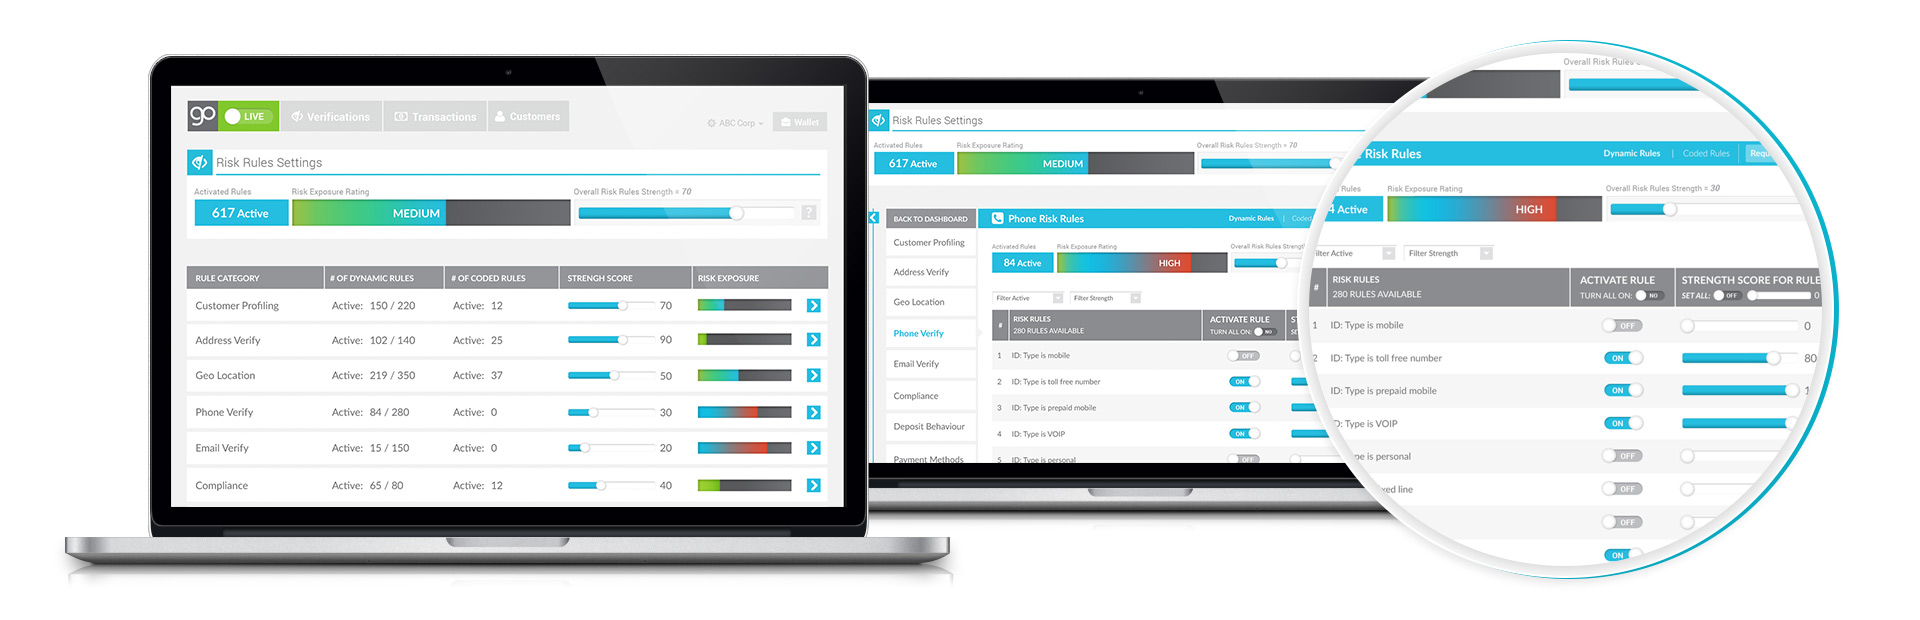 go LIVE Verifications Transactions Customers
ABC Corp Wallet
Risk Rules Settings
Activated Rules Risk Exposure Rating Overall Risk Rules Strength = 70
617 Active MEDIUM ?
RULE CATEGORY # OF DYNAMIC RULES # OF CODED RULES STRENGH SCORE RISK EXPOSURE
Customer Profiling Active: 150 / 220 Active: 12 70
Address Verify Active: 102 / 140 Active: 25 90
Geo Location Active: 219 / 350 Active: 37 50
Phone Verify Active: 84 / 280 Active: 0 30
Email Verify Active: 15 / 150 Active: 0 20
Compliance Active: 65 / 80 Active: 12 40
Risk Rules Settings
Activated Rules Risk Exposure Rating Overall Risk Rules Strength = 70
617 Active MEDIUM
BACK TO DASHBOARD
Customer Profiling
Address Verify
Geo Location
Phone Verify
Email Verify
Compliance
Deposit Behaviour
Payment Methods
Phone Risk Rules Dynamic Rules | Coded
Activated Rules Risk Exposure Rating Overall Risk Rules Strength
84 Active HIGH
Filter Active Filter Strength
# RISK RULES ACTIVATE RULE
280 RULES AVAILABLE TURN ALL ON: NO
1 ID: Type is mobile OFF
2 ID: Type is toll free number ON
3 ID: Type is prepaid mobile ON
4 ID: Type is VOIP ON
5 ID: Type is personal OFF
Overall Risk Rules
Risk Rules Dynamic Rules | Coded Rules
Rules Risk Exposure Rating Overall Risk Rules Strength = 30
4 Active HIGH
Active Filter Strength
# RISK RULES ACTIVATE RULE STRENGTH SCORE FOR RULE
280 RULES AVAILABLE TURN ALL ON: NO SET ALL: OFF 0
1 ID: Type is mobile OFF 0
2 ID: Type is toll free number ON 80
ID: Type is prepaid mobile ON 1
Type is VOIP ON
is personal OFF
line OFF
OFF
ON